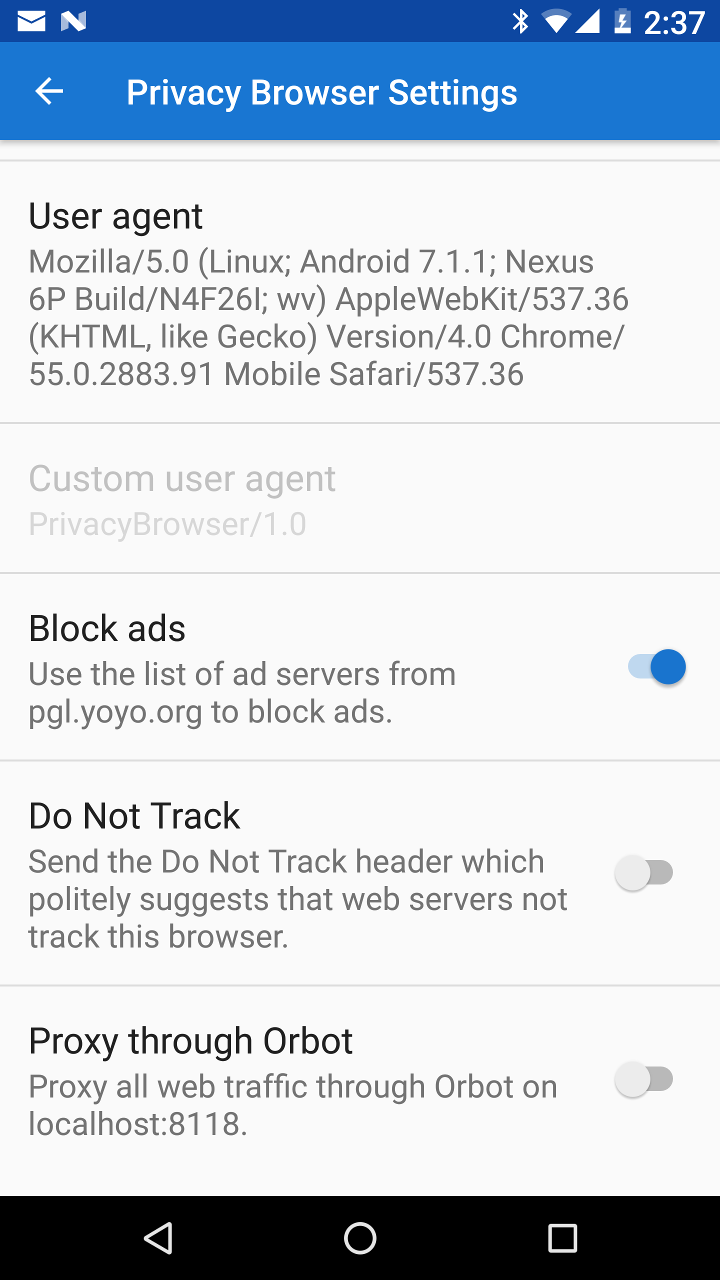 2:37
Privacy Browser Settings
User agent
Mozilla/5.0 (Linux; Android 7.1.1; Nexus
6P Build/N4F26I; wv) AppleWebKit/537.36
(KHTML, like Gecko) Version/4.0 Chrome/
55.0.2883.91 Mobile Safari/537.36
Custom user agent
PrivacyBrowser/1.0
Block ads
Use the list of ad servers from
pgl.yoyo.org to block ads.
Do Not Track
Send the Do Not Track header which
politely suggests that web servers not
track this browser.
Proxy through Orbot
Proxy all web traffic through Orbot on
localhost:8118.